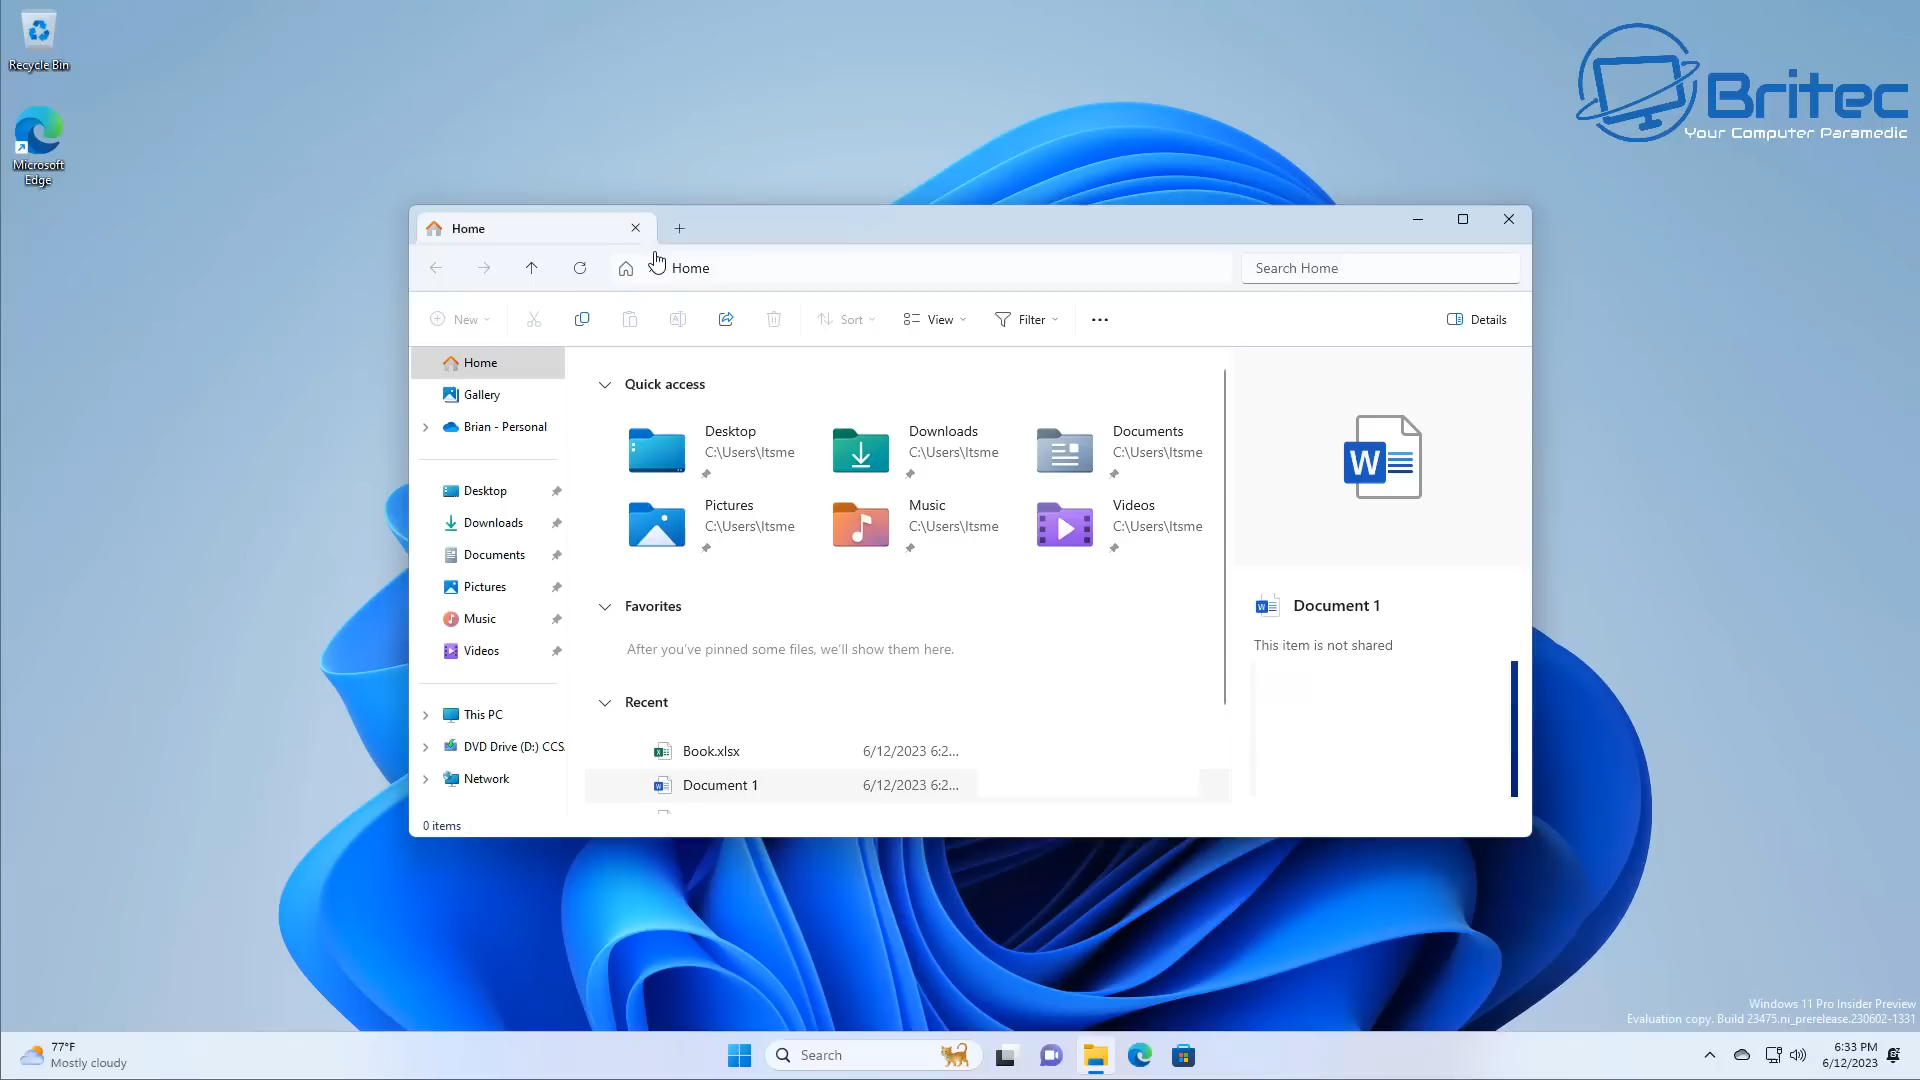 Recycle Bin
Microsoft
Edge
Britec
Your Computer Paramedic
Home
Home
Search Home
New
Sort
View
Filter
Details
Home
Gallery
Brian - Personal
Desktop
Downloads
Documents
Pictures
Music
Videos
This PC
DVD Drive (D:) CCS
Network
0 items
Quick access
Desktop
C:\Users\Itsme
Downloads
C:\Users\Itsme
Documents
C:\Users\Itsme
Pictures
C:\Users\Itsme
Music
C:\Users\Itsme
Videos
C:\Users\Itsme
Favorites
After you've pinned some files, we'll show them here.
Recent
Book.xlsx 6/12/2023 6:2...
Document 1 6/12/2023 6:2...
W
Document 1
This item is not shared
Windows 11 Pro Insider Preview
Evaluation copy. Build 23475.ni_prerelease.230602-1331
77°F
Mostly cloudy
Search
6:33 PM
6/12/2023